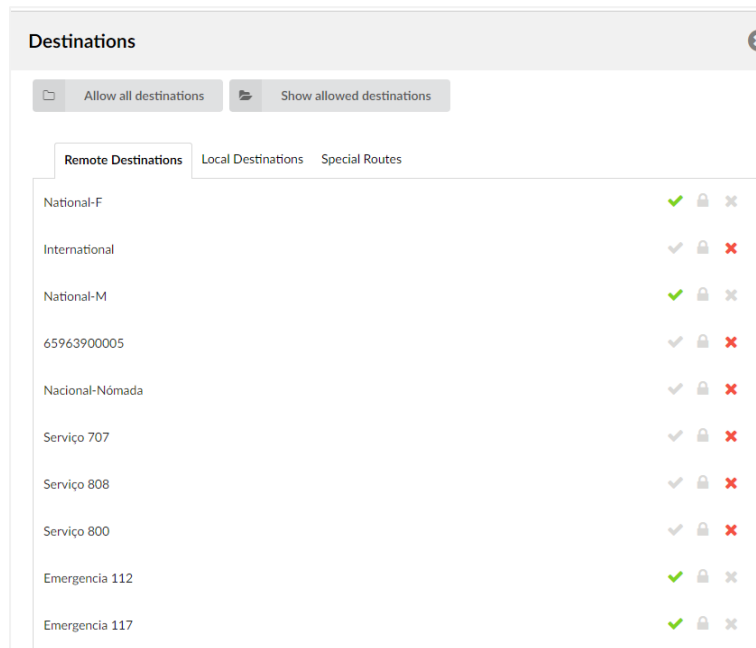 Destinations
Allow all destinations
Show allowed destinations
Remote Destinations
Local Destinations
Special Routes
National-F
International
National-M
65963900005
Nacional-Nómada
Serviço 707
Serviço 808
Serviço 800
Emergencia 112
Emergencia 117